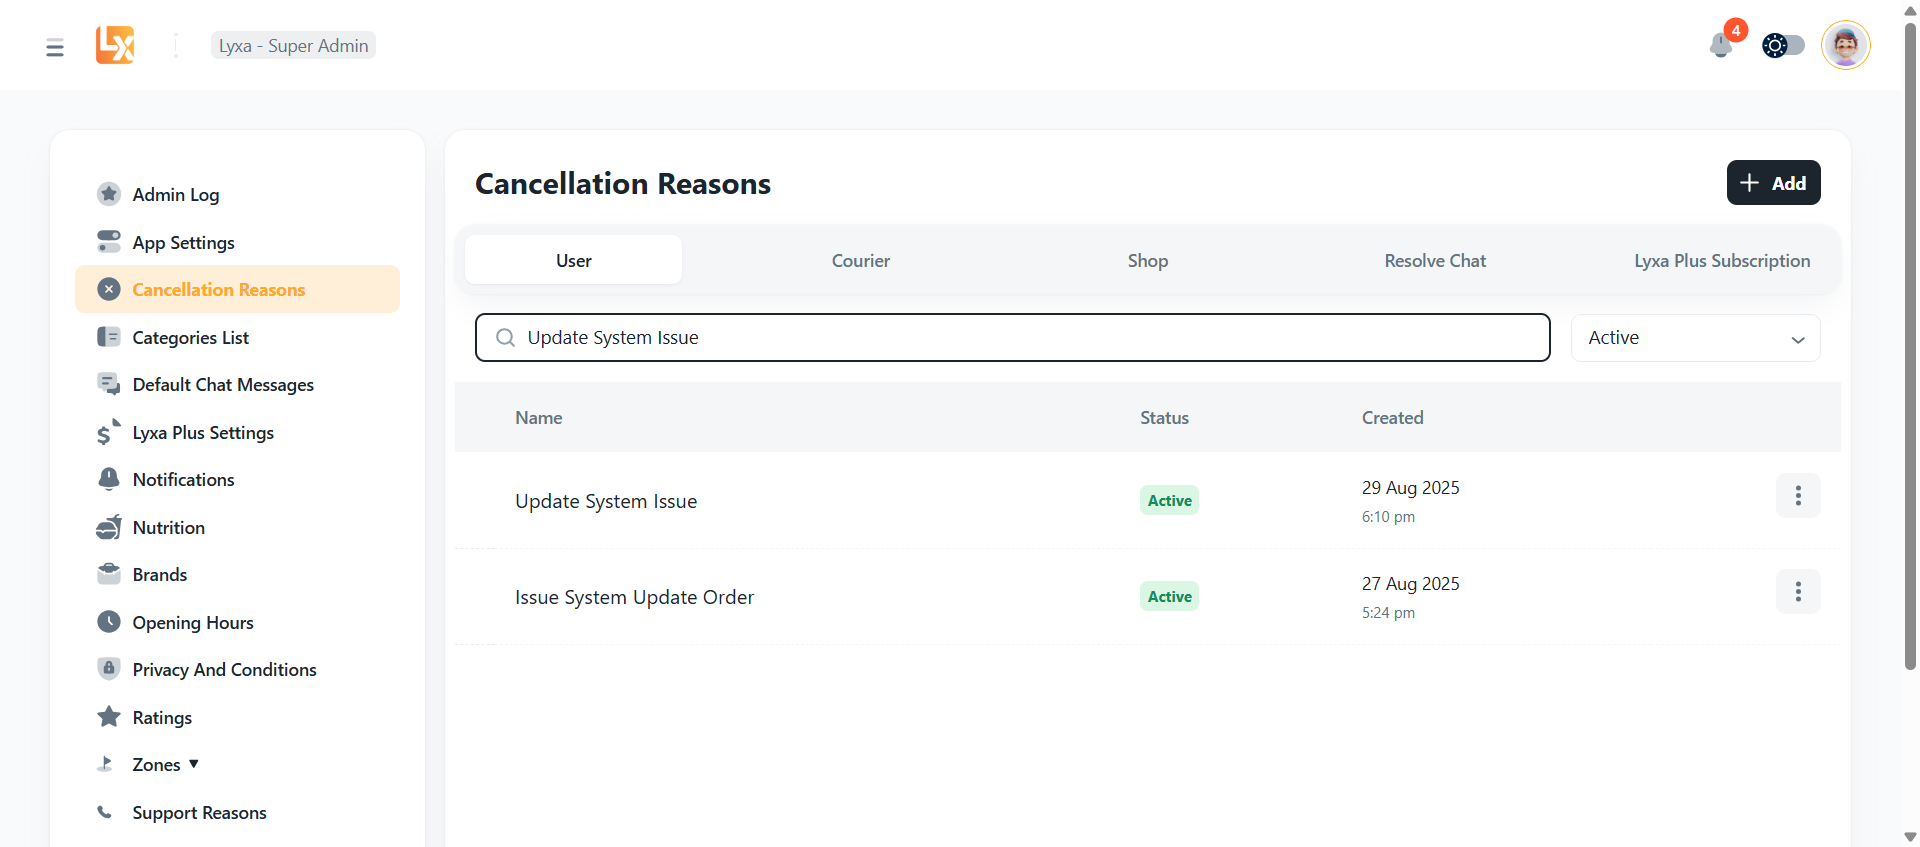 LX
Lyxa - Super Admin
4
Admin Log
App Settings
Cancellation Reasons
Categories List
Default Chat Messages
Lyxa Plus Settings
Notifications
Nutrition
Brands
Opening Hours
Privacy And Conditions
Ratings
Zones ▼
Support Reasons
Cancellation Reasons
+ Add
User Courier Shop Resolve Chat Lyxa Plus Subscription
Update System Issue
Active
Name Status Created
Update System Issue Active 29 Aug 2025
6:10 pm
Issue System Update Order Active 27 Aug 2025
5:24 pm